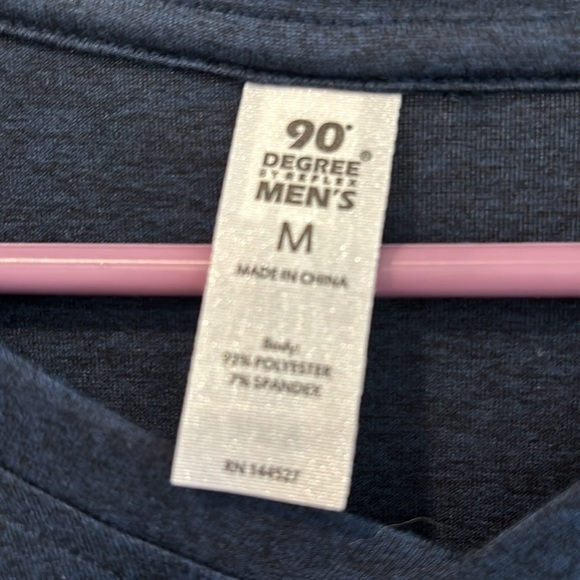 90°
DEGREE®
BY REFLEX
MEN'S
M
MADE IN CHINA
Body:
93% POLYESTER
7% SPANDEX
RN 144527